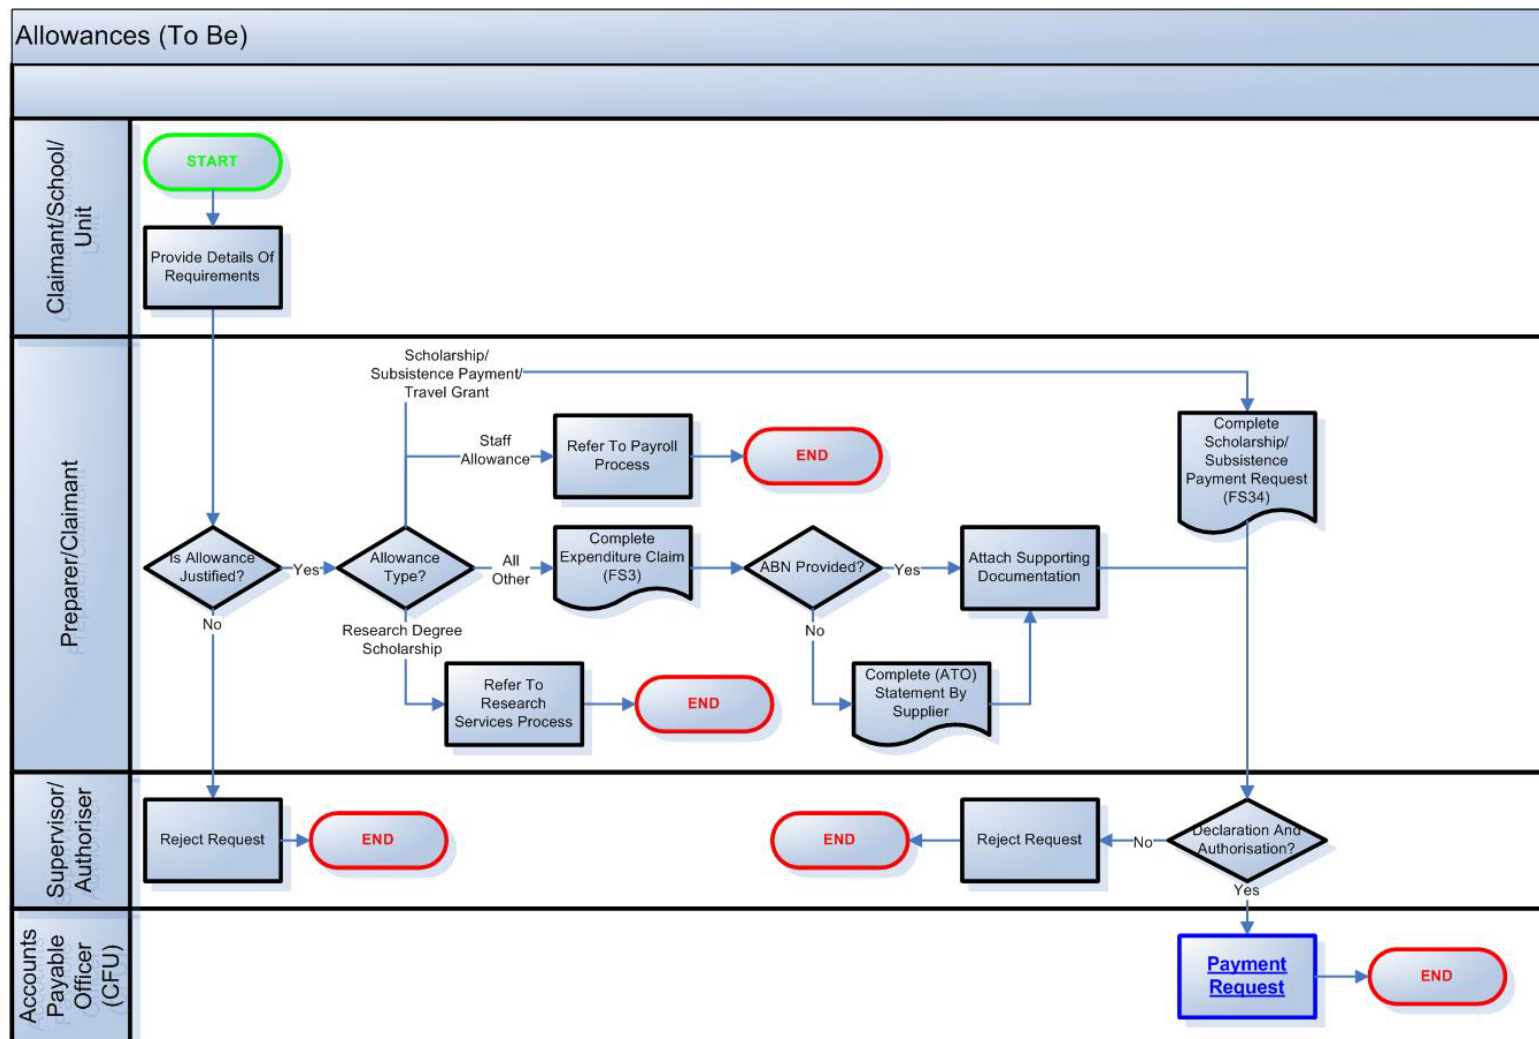 Allowances (To Be)
Claimant/School/
Unit
START
Provide Details Of
Requirements
Preparer/Claimant
Scholarship/
Subsistence Payment/
Travel Grant
Staff
Allowance
Refer To Payroll
Process
END
Complete
Scholarship/
Subsistence
Payment Request
(FS34)
Is Allowance
Justified?
Yes
No
Allowance
Type?
All
Other
Complete
Expenditure Claim
(FS3)
ABN Provided?
Yes
No
Attach Supporting
Documentation
Research Degree
Scholarship
Refer To
Research
Services Process
END
Complete (ATO)
Statement By
Supplier
Supervisor/
Authoriser
Reject Request
END
END
Reject Request
No
Declaration And
Authorisation?
Yes
Accounts
Payable
Officer
(CFU)
Payment
Request
END